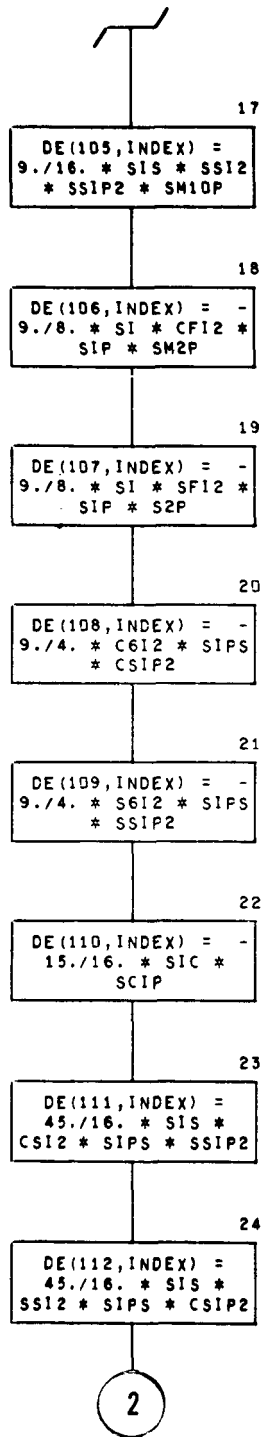 17
DE(105,INDEX) =
9./16. * SIS * SSI2
* SSIP2 * SM10P
18
DE(106,INDEX) = -
9./8. * SI * CFI2 *
SIP * SM2P
19
DE(107,INDEX) = -
9./8. * SI * SFI2 *
SIP * S2P
20
DE(108,INDEX) = -
9./4. * C6I2 * SIPS
* CSIP2
21
DE(109,INDEX) = -
9./4. * S6I2 * SIPS
* SSIP2
22
DE(110,INDEX) = -
15./16. * SIC *
SCIP
23
DE(111,INDEX) =
45./16. * SIS *
CSI2 * SIPS * SSIP2
24
DE(112,INDEX) =
45./16. * SIS *
SSI2 * SIPS * CSIP2
2